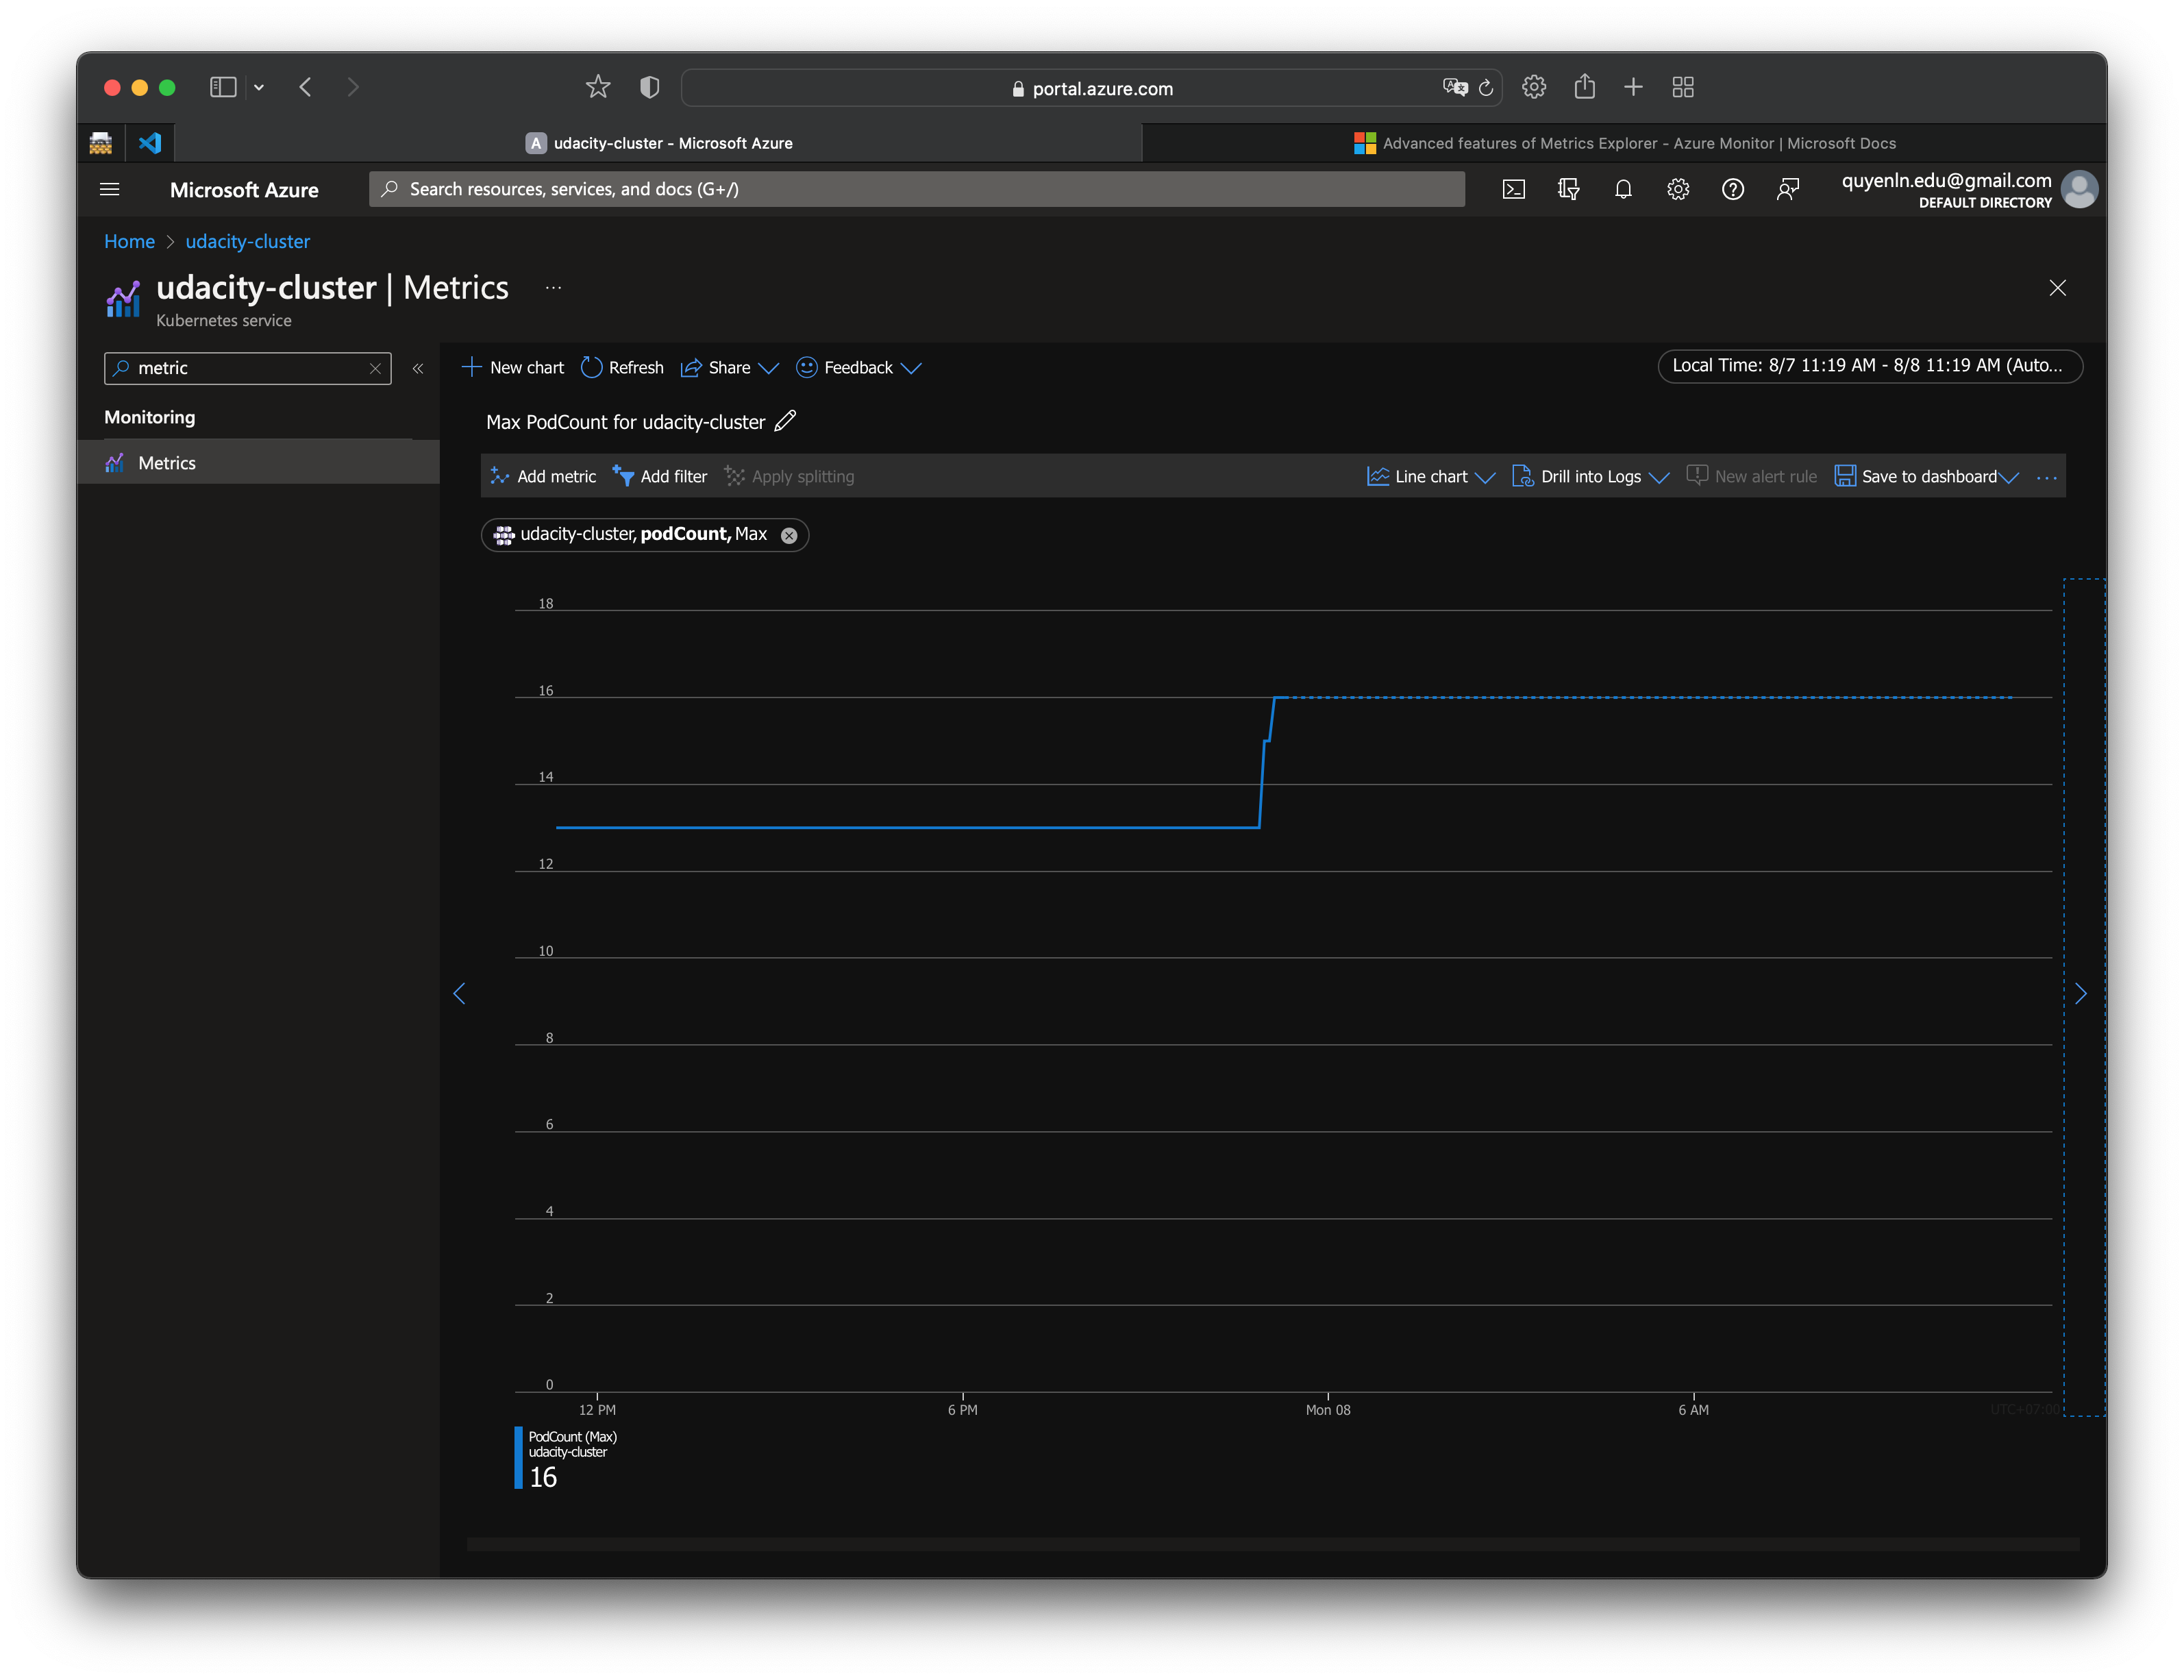 portal.azure.com
A udacity-cluster - Microsoft Azure
Advanced features of Metrics Explorer - Azure Monitor | Microsoft Docs
Microsoft Azure
Search resources, services, and docs (G+/)
quyenln.edu@gmail.com
DEFAULT DIRECTORY
Home > udacity-cluster
udacity-cluster | Metrics ...
Kubernetes service
metric
«
New chart Refresh Share Feedback
Local Time: 8/7 11:19 AM - 8/8 11:19 AM (Auto...
Monitoring
Metrics
Max PodCount for udacity-cluster
Add metric Add filter Apply splitting Line chart Drill into Logs New alert rule Save to dashboard ...
udacity-cluster, podCount, Max
18
16
14
12
10
8
6
4
2
0
12 PM 6 PM Mon 08 6 AM UTC+07:00
PodCount (Max)
udacity-cluster
16